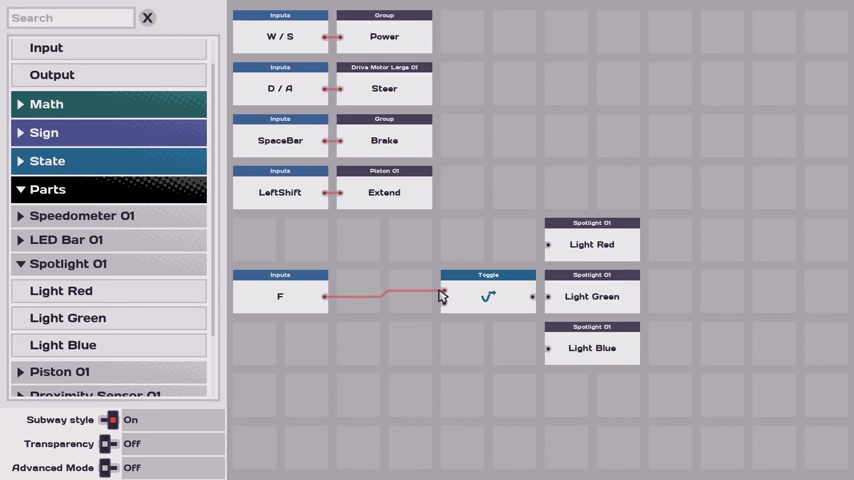 Search
X
Input
Output
Math
Sign
State
Parts
Speedometer 01
LED Bar 01
Spotlight 01
Light Red
Light Green
Light Blue
Piston 01
Proximity Sensor 01
Subway style On
Transparency Off
Advanced Mode Off
Inputs
W / S
Group
Power
Inputs
D / A
Drive Motor Large 01
Steer
Inputs
SpaceBar
Group
Brake
Inputs
LeftShift
Piston 01
Extend
Spotlight 01
Light Red
Inputs
F
Toggle
Spotlight 01
Light Green
Spotlight 01
Light Blue